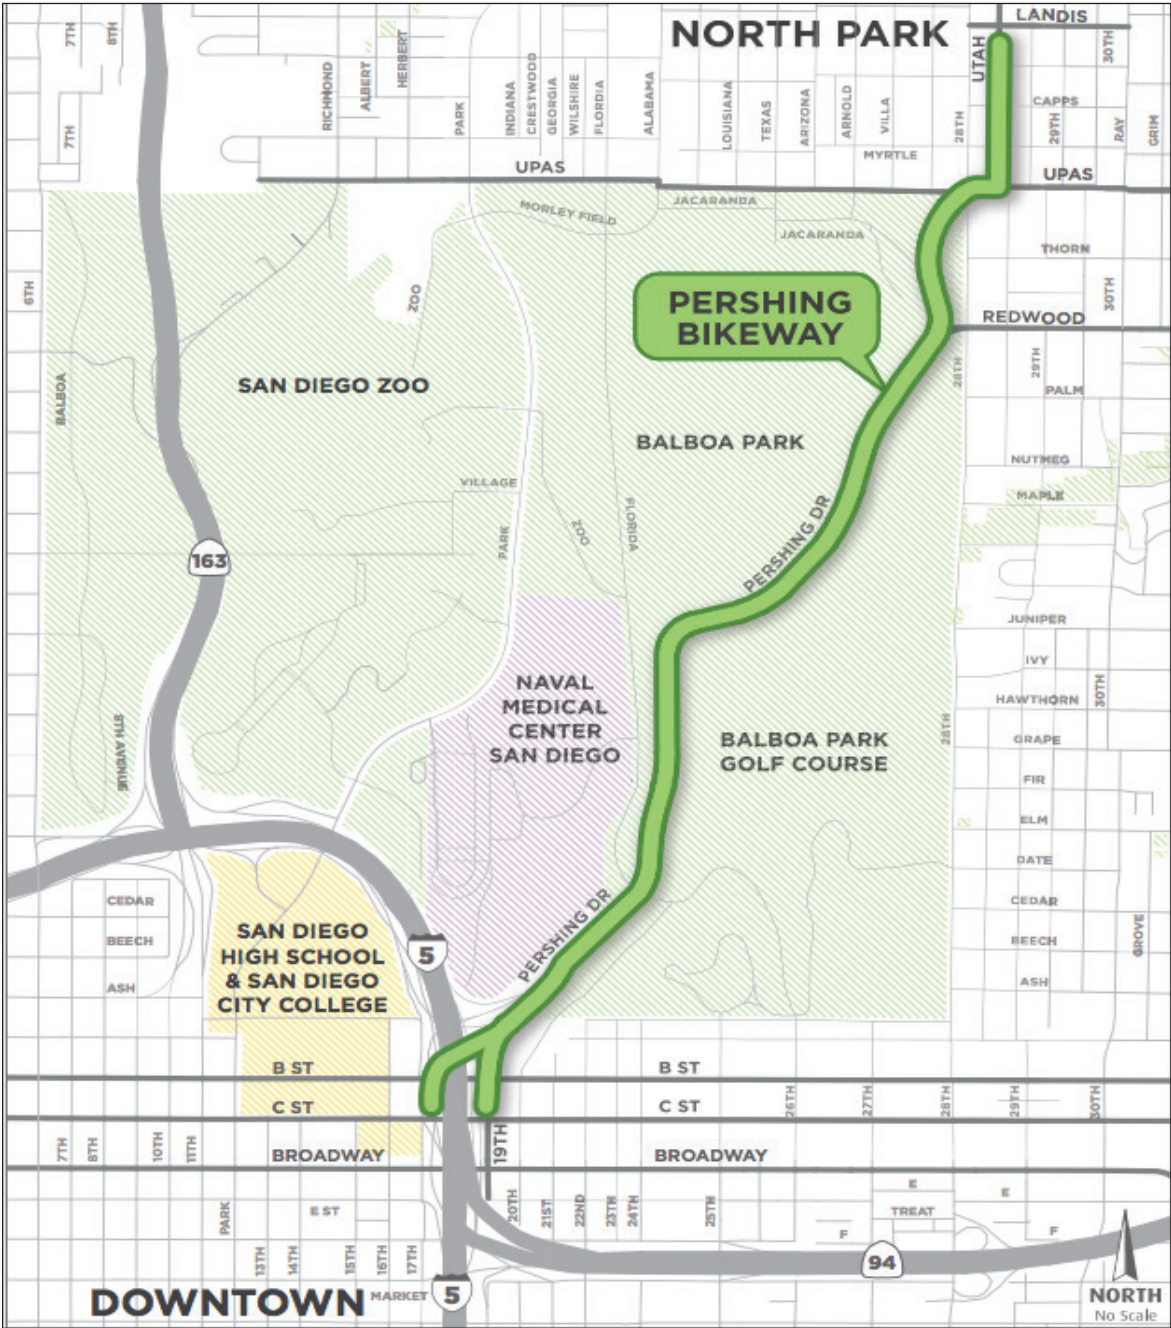 NORTH PARK
LANDIS
7TH
8TH
HERBERT
ALBERT
RICHMOND
PARK
INDIANA
CRESTWOOD
GEORGIA
WILSHIRE
FLORDIA
ALABAMA
LOUISIANA
TEXAS
ARIZONA
ARNOLD
VILLA
28TH
UTAH
30TH
CAPPS
29TH
RAY
GRIM
7TH
MYRTLE
UPAS
UPAS
JACARANDA
MORLEY FIELD
JACARANDA
THORN
6TH
ZOO
30TH
PERSHING
BIKEWAY
REDWOOD
SAN DIEGO ZOO
BALBOA
28TH
29TH
PALM
BALBOA PARK
NUTMEG
VILLAGE
MAPLE
PARK
ZOO
FLORIDA
PERSHING DR
163
JUNIPER
IVY
NAVAL
MEDICAL
CENTER
SAN DIEGO
HAWTHORN
30TH
8TH AVENUE
28TH
BALBOA PARK
GOLF COURSE
GRAPE
FIR
ELM
DATE
CEDAR
CEDAR
PERSHING DR
SAN DIEGO
HIGH SCHOOL
& SAN DIEGO
CITY COLLEGE
BEECH
5
BEECH
GROVE
ASH
ASH
B ST
B ST
C ST
C ST
26TH
27TH
28TH
29TH
30TH
7TH
8TH
10TH
11TH
BROADWAY
19TH
BROADWAY
E
E
PARK
E ST
20TH
21ST
22ND
23TH
24TH
25TH
TREAT
F
F
13TH
14TH
15TH
16TH
17TH
94
DOWNTOWN
MARKET
5
NORTH
No Scale